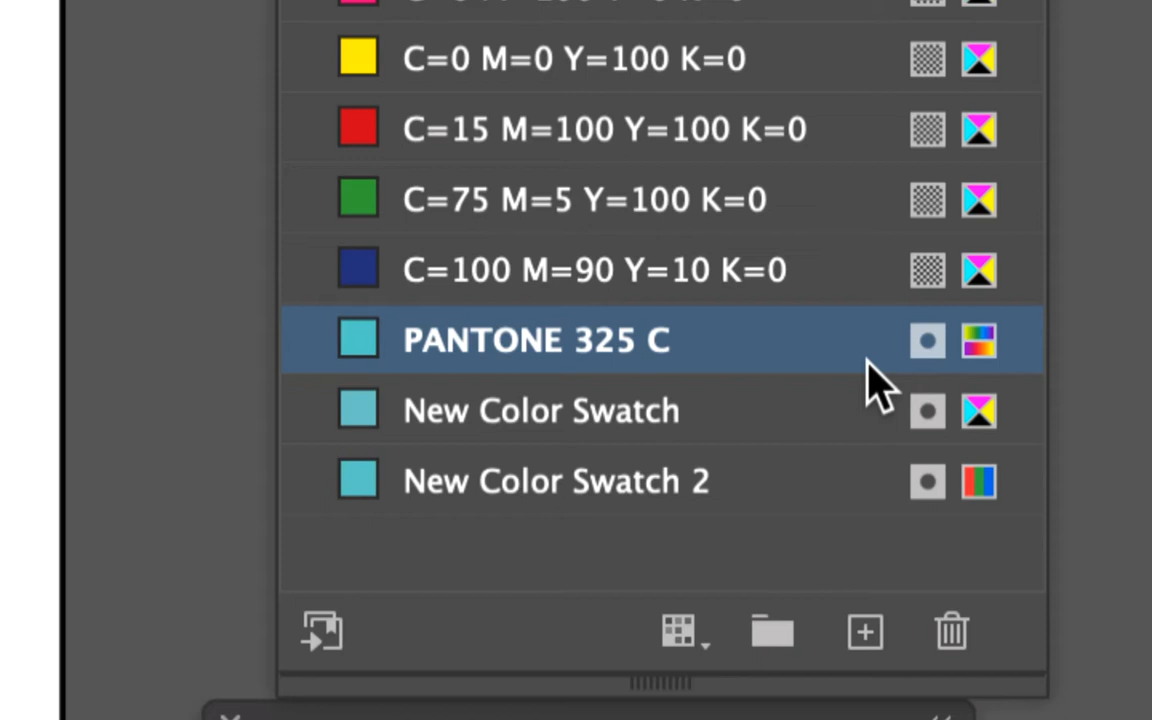 C=0 M=0 Y=100 K=0
C=15 M=100 Y=100 K=0
C=75 M=5 Y=100 K=0
C=100 M=90 Y=10 K=0
PANTONE 325 C
New Color Swatch
New Color Swatch 2